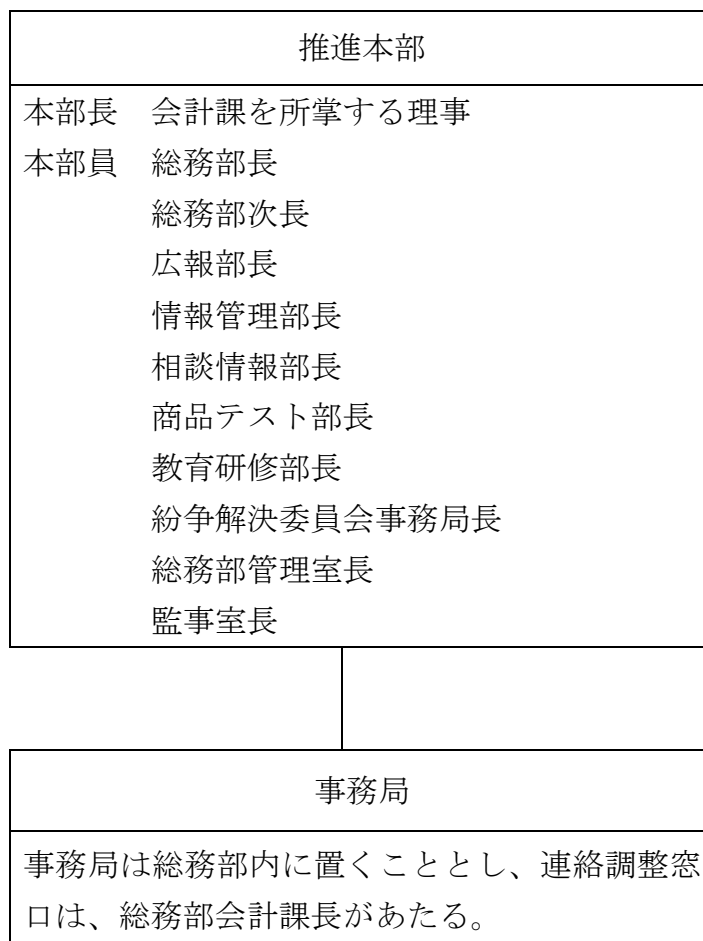 推進本部
本部長　会計課を所掌する理事
本部員　総務部長
総務部次長
広報部長
情報管理部長
相談情報部長
商品テスト部長
教育研修部長
紛争解決委員会事務局長
総務部管理室長
監事室長
事務局
事務局は総務部内に置くこととし、連絡調整窓
口は、総務部会計課長があたる。